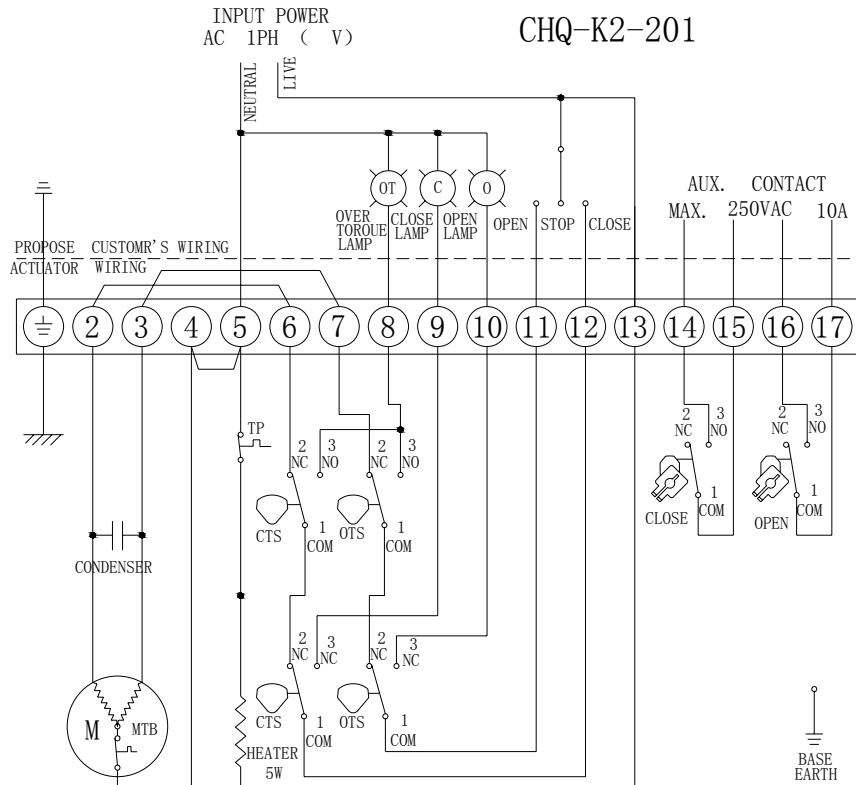 INPUT POWER
AC 1PH ( V)
CHQ-K2-201
NEUTRAL
LIVE
OT
C
O
OVER
TORQUE
LAMP
CLOSE
LAMP
OPEN
LAMP
OPEN
STOP
CLOSE
AUX. CONTACT
MAX. 250VAC 10A
PROPOSE CUSTOMR'S WIRING
ACTUATOR WIRING
2 3 4 5 6 7 8 9 10 11 12 13 14 15 16 17
TP
2
NC
3
NO
2
NC
3
NO
2
NC
3
NO
2
NC
3
NO
CTS
1
COM
OTS
1
COM
CLOSE
1
COM
OPEN
1
COM
CONDENSER
2
NC
3
NC
2
NC
3
NC
CTS
1
COM
OTS
1
COM
M
MTB
HEATER
5W
BASE
EARTH